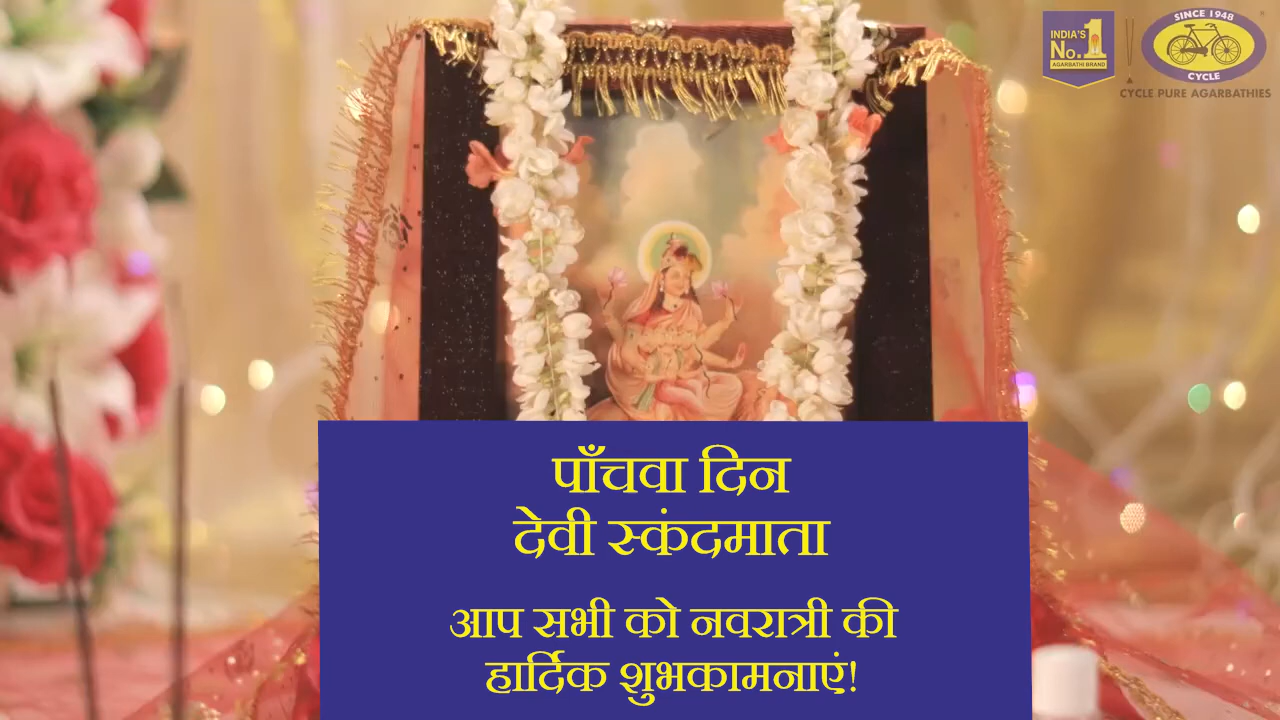 INDIA'S
No.1
AGARBATHI BRAND
SINCE 1948
CYCLE
CYCLE PURE AGARBATHIES
पाँचवा दिन
देवी स्कंदमाता
आप सभी को नवरात्री की
हार्दिक शुभकामनाएं!